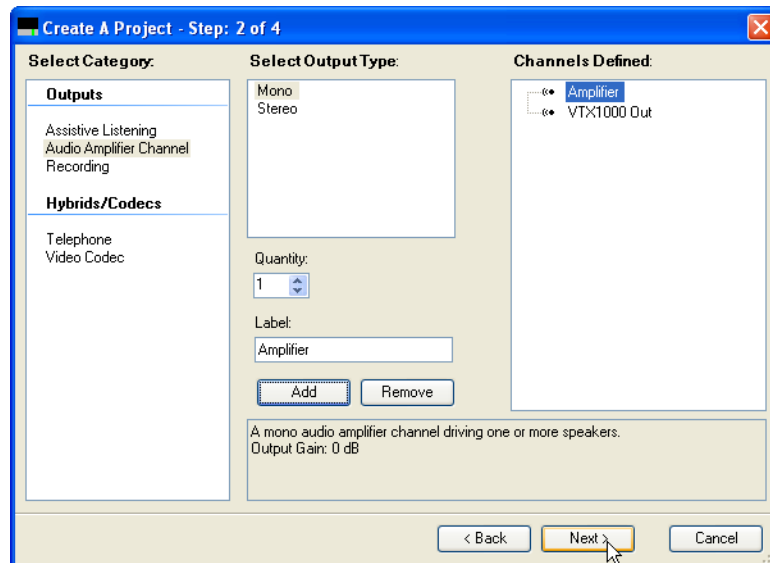 Create A Project - Step: 2 of 4
Select Category:
Outputs
Assistive Listening
Audio Amplifier Channel
Recording
Hybrids/Codecs
Telephone
Video Codec
Select Output Type:
Mono
Stereo
Quantity:
1
Label:
Amplifier
Add
Remove
Channels Defined:
Amplifier
VTX1000 Out
A mono audio amplifier channel driving one or more speakers.
Output Gain: 0 dB
< Back
Next >
Cancel